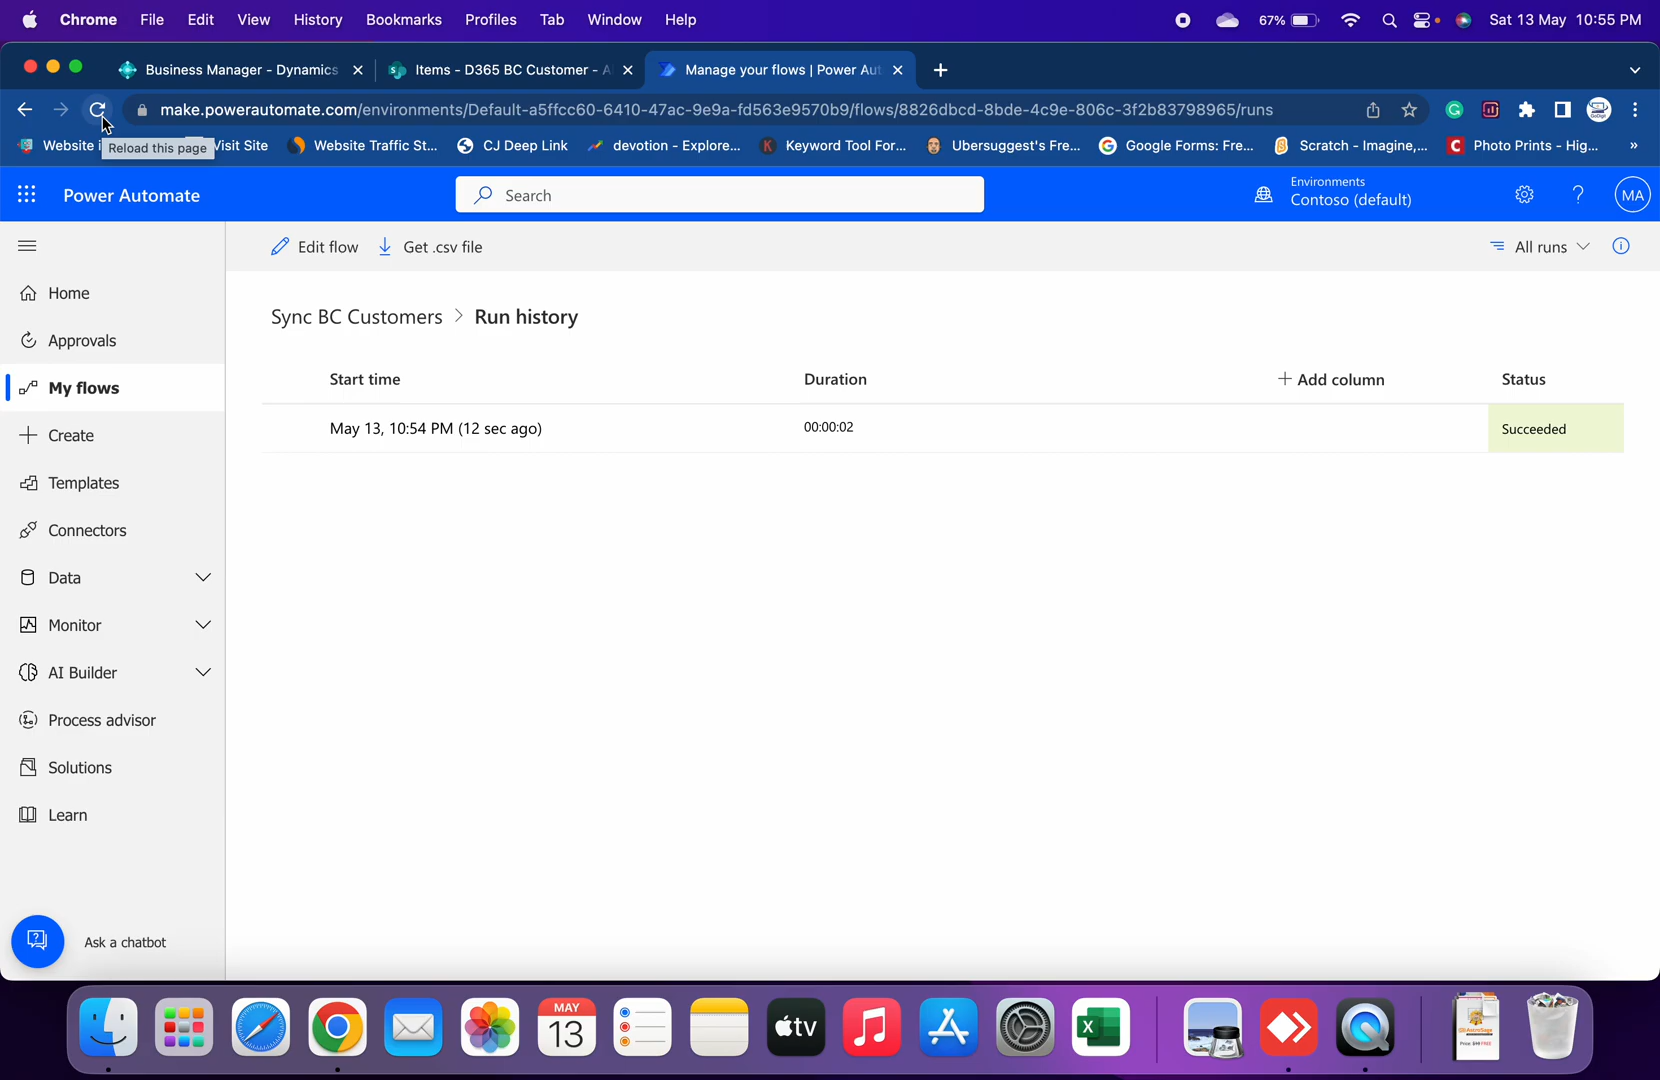 Chrome File Edit View History Bookmarks Profiles Tab Window Help 67% Sat 13 May 10:55 PM
Business Manager - Dynamics Items - D365 BC Customer - A Manage your flows | Power Aut
make.powerautomate.com/environments/Default-a5ffcc60-6410-47ac-9e9a-fd563e9570b9/flows/8826dbcd-8bde-4c9e-806c-3f2b83798965/runs
Website Visit Site Website Traffic St... CJ Deep Link devotion - Explore... Keyword Tool For... Ubersuggest's Fre... Google Forms: Fre... Scratch - Imagine,... Photo Prints - Hig... »
Reload this page
Power Automate Search Environments
Contoso (default) ? MA
Edit flow Get .csv file All runs
Home
Approvals
My flows
Create
Templates
Connectors
Data
Monitor
AI Builder
Process advisor
Solutions
Learn
Ask a chatbot
Sync BC Customers > Run history
Start time Duration + Add column Status
May 13, 10:54 PM (12 sec ago) 00:00:02 Succeeded
MAY
13
tv
X